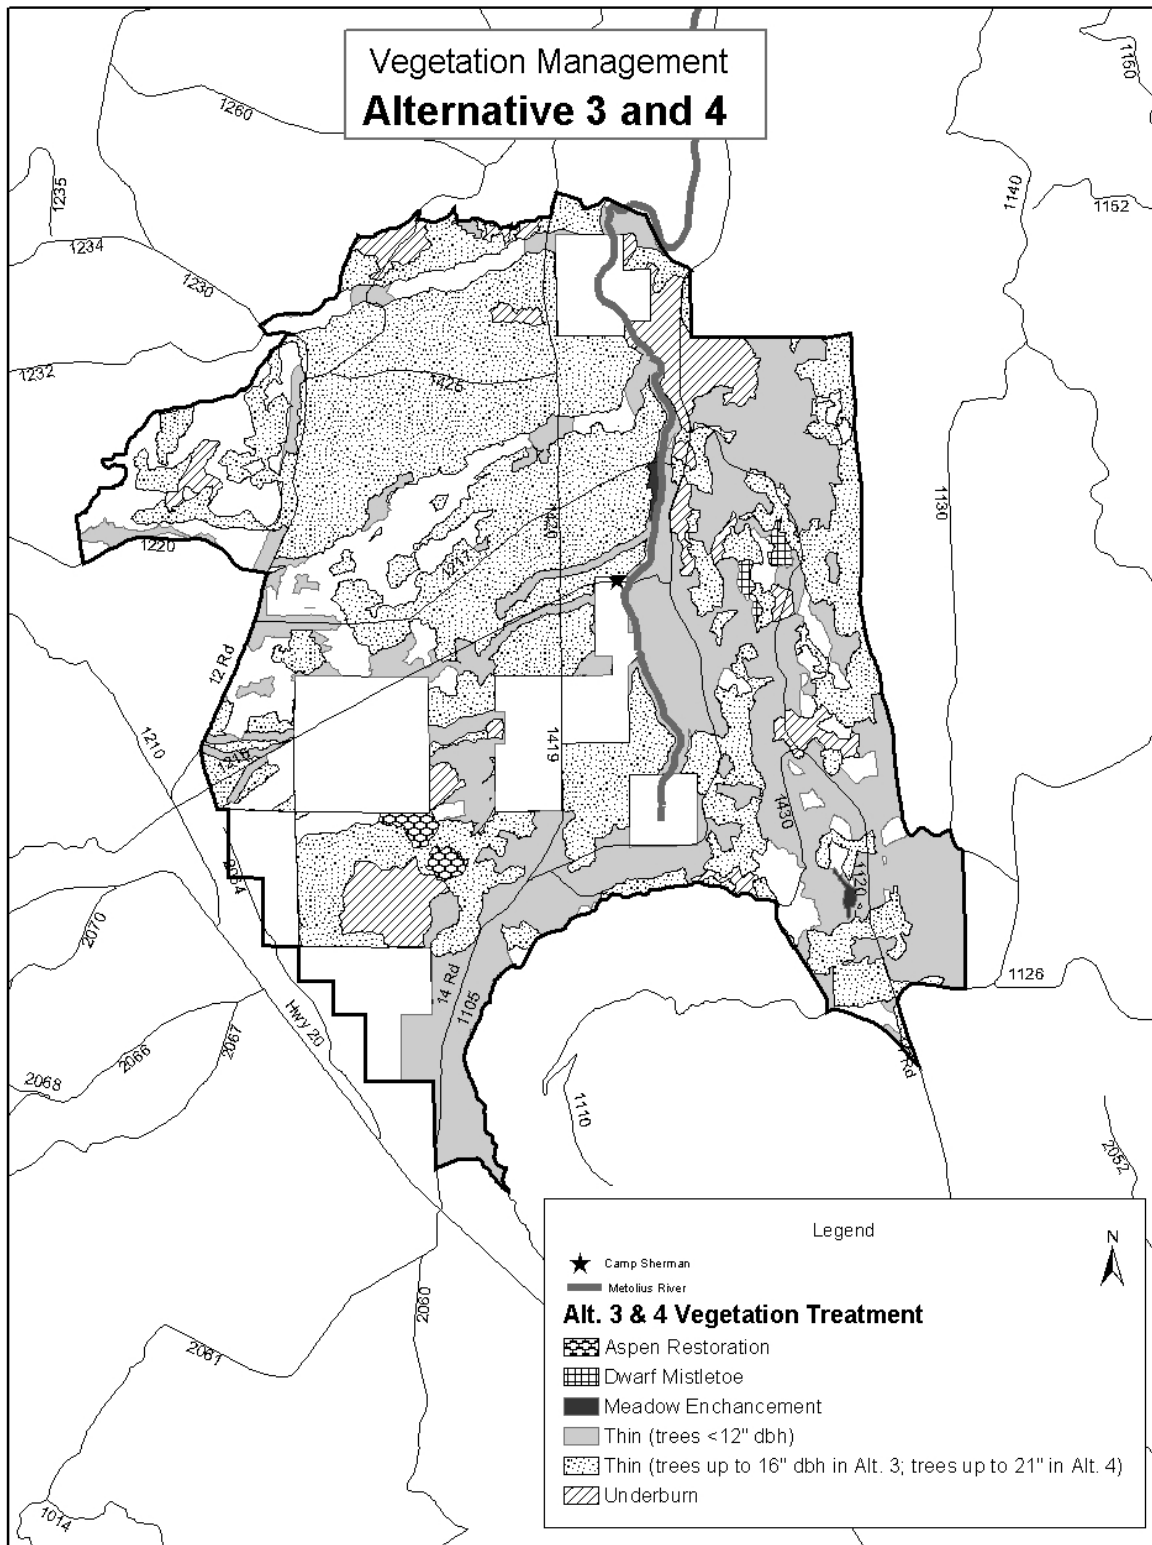 Vegetation Management
Alternative 3 and 4
1150
1260
1140
1152
1235
1234
1230
1232
1425
1130
1420
1217
1220
12 Rd
1210
1216
1419
1430
1120
2064
2070
14 Rd
1105
1126
Hwy 20
2066
2067
2068
Rd
1110
2052
2060
2061
1014
Legend
N
Camp Sherman
Metolius River
Alt. 3 & 4 Vegetation Treatment
Aspen Restoration
Dwarf Mistletoe
Meadow Enchancement
Thin (trees <12" dbh)
Thin (trees up to 16" dbh in Alt. 3; trees up to 21" in Alt. 4)
Underburn